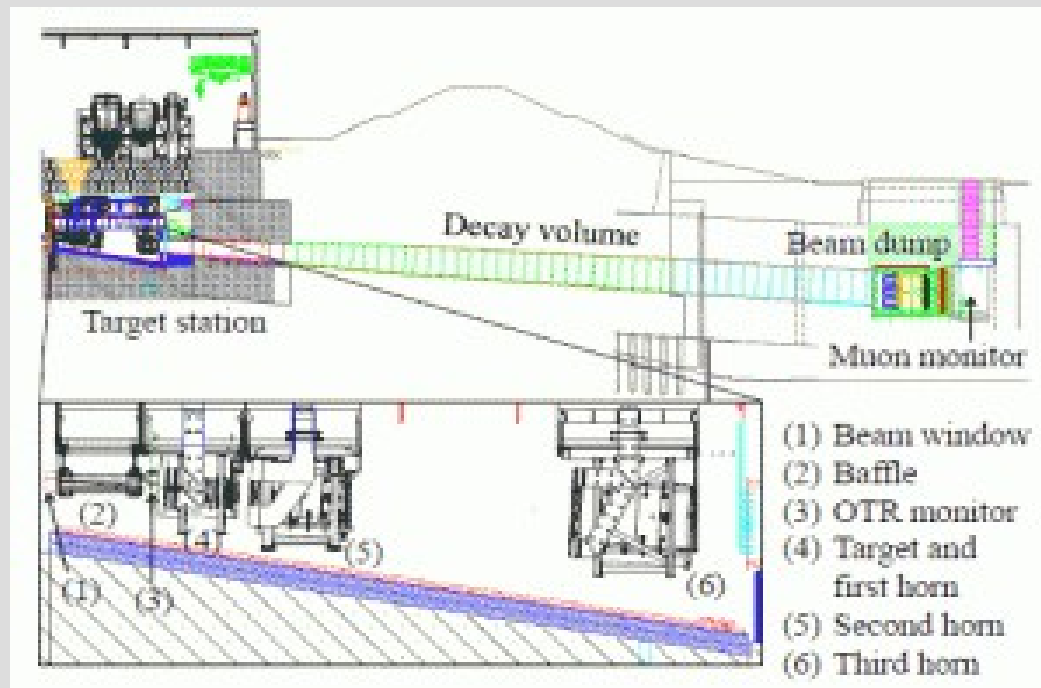 Decay volume
Beam dump
Target station
Muon monitor
(1) Beam window
(2) Baffle
(3) OTR monitor
(4) Target and
first horn
(5) Second horn
(6) Third horn
(2)
(4)
(5)
(6)
(1)
(3)